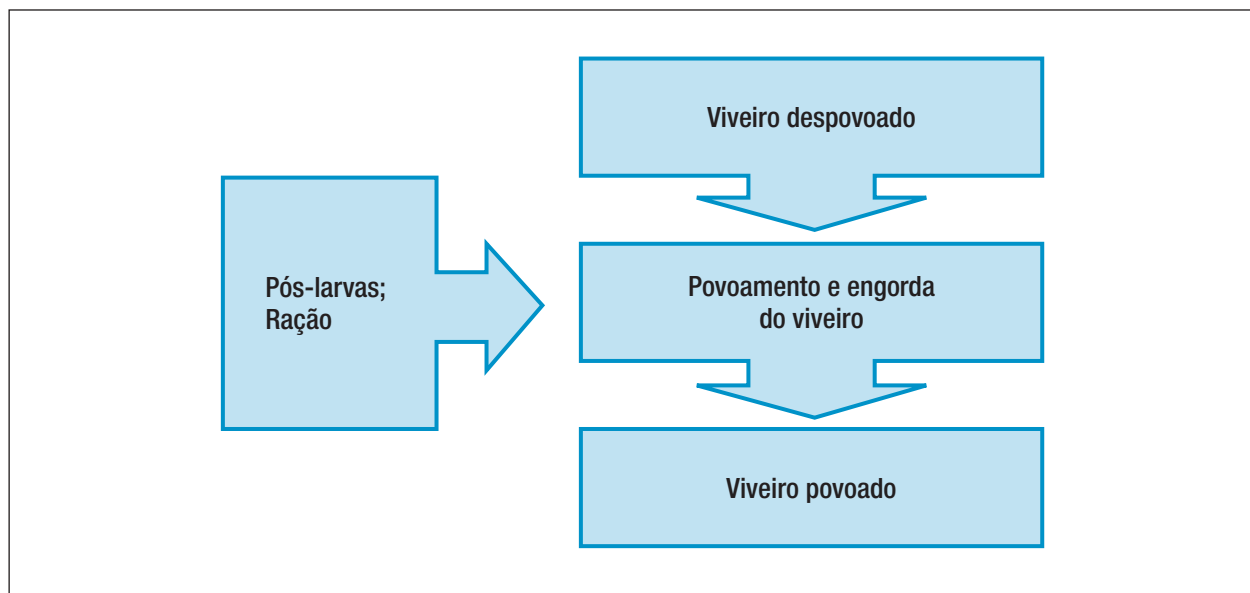 Viveiro despovoado
Pós-larvas;
Ração
Povoamento e engorda
do viveiro
Viveiro povoado